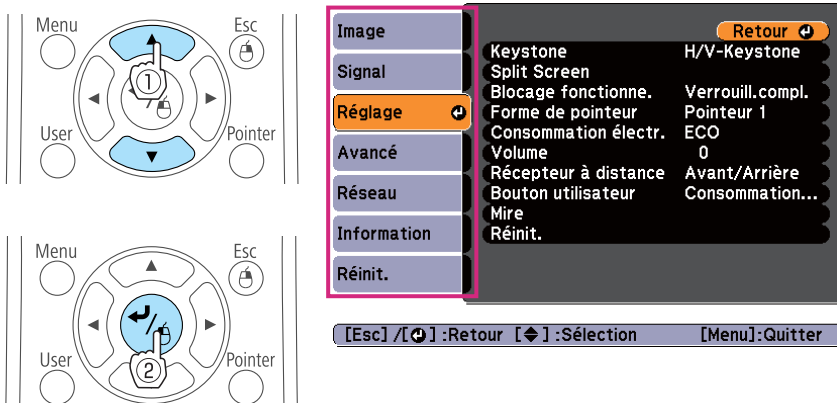 Menu Esc
①
User Pointer
Menu Esc
②
User Pointer
Image
Signal
Réglage
Avancé
Réseau
Information
Réinit.
Retour
Keystone H/V-Keystone
Split Screen
Blocage fonctionne. Verrouill.compl.
Forme de pointeur Pointeur 1
Consommation électr. ECO
Volume 0
Récepteur à distance Avant/Arrière
Bouton utilisateur Consommation...
Mire
Réinit.
[Esc] /[ ] :Retour [ ] :Sélection [Menu]:Quitter